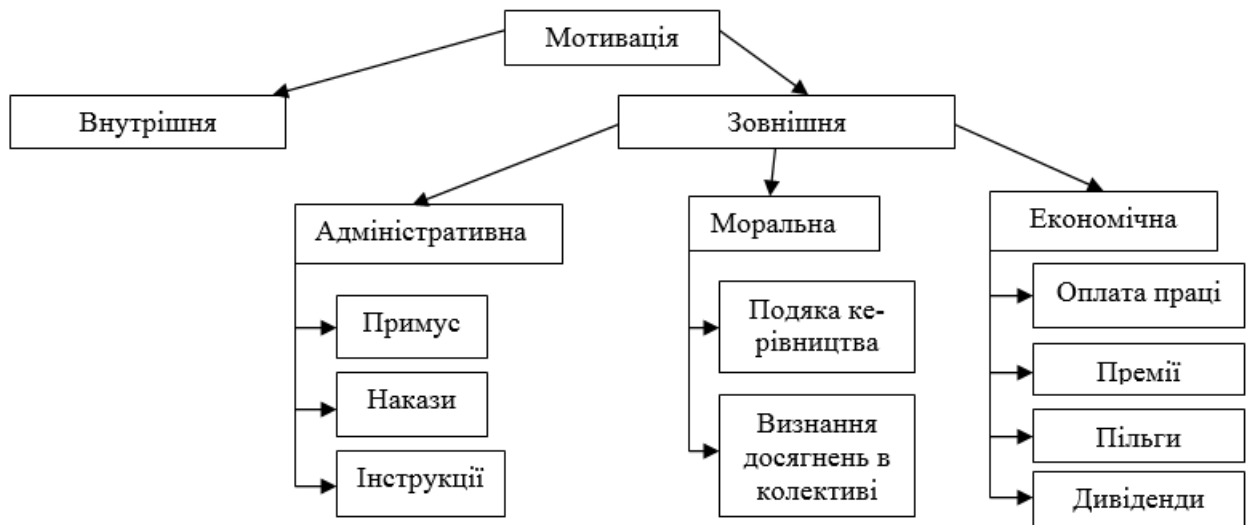 Мотивація
Внутрішня
Зовнішня
Адміністративна
Примус
Накази
Інструкції
Моральна
Подяка ке-
рівництва
Визнання
досягнень в
колективі
Економічна
Оплата праці
Премії
Пільги
Дивіденди